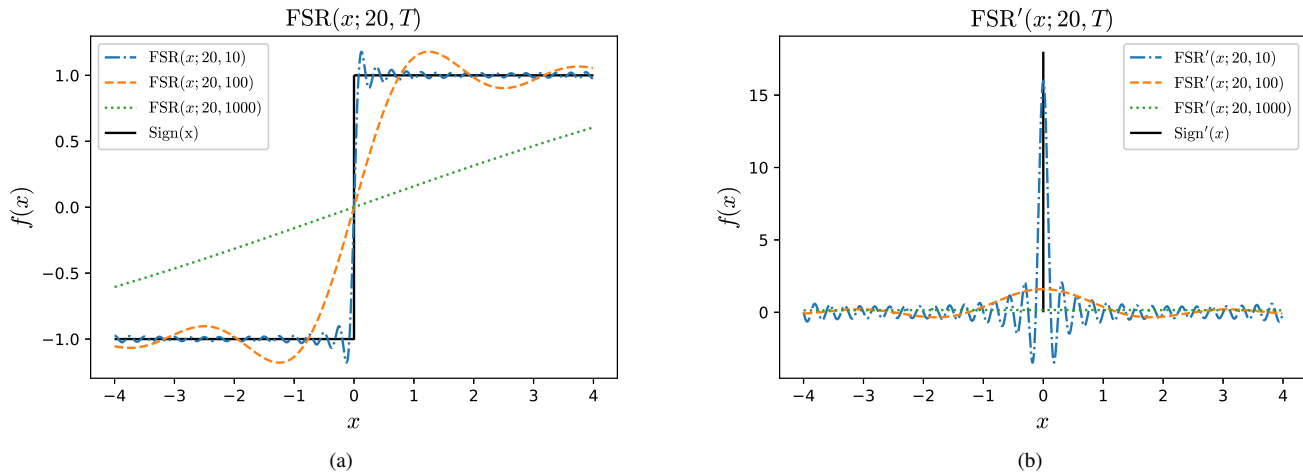 FSR(x; 20, T)
FSR(x; 20, 10)
FSR(x; 20, 100)
FSR(x; 20, 1000)
Sign(x)
1.0
0.5
0.0
−0.5
−1.0
f(x)
−4 −3 −2 −1 0 1 2 3 4
x
(a)
FSR′(x; 20, T)
FSR′(x; 20, 10)
FSR′(x; 20, 100)
FSR′(x; 20, 1000)
Sign′(x)
15
10
5
0
f(x)
−4 −3 −2 −1 0 1 2 3 4
x
(b)